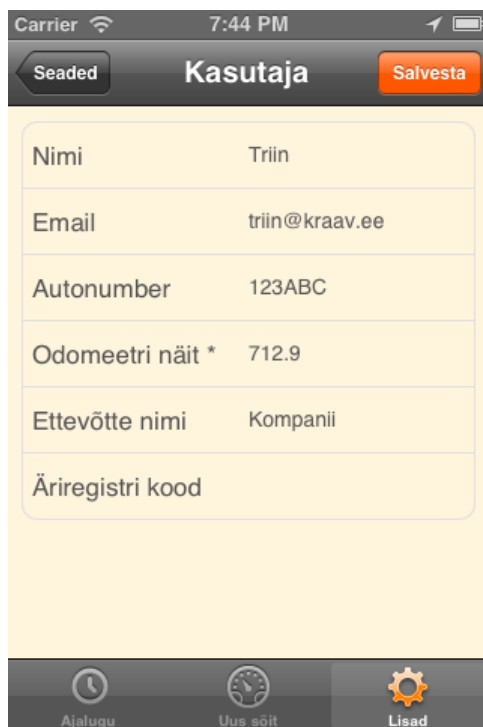 Carrier 7:44 PM
Seaded Kasutaja Salvesta
Nimi Triin
Email triin@kraav.ee
Autonumber 123ABC
Odomeetri näit * 712.9
Ettevõtte nimi Kompanii
Äriregistri kood
Ajalugu Uus sõit Lisad